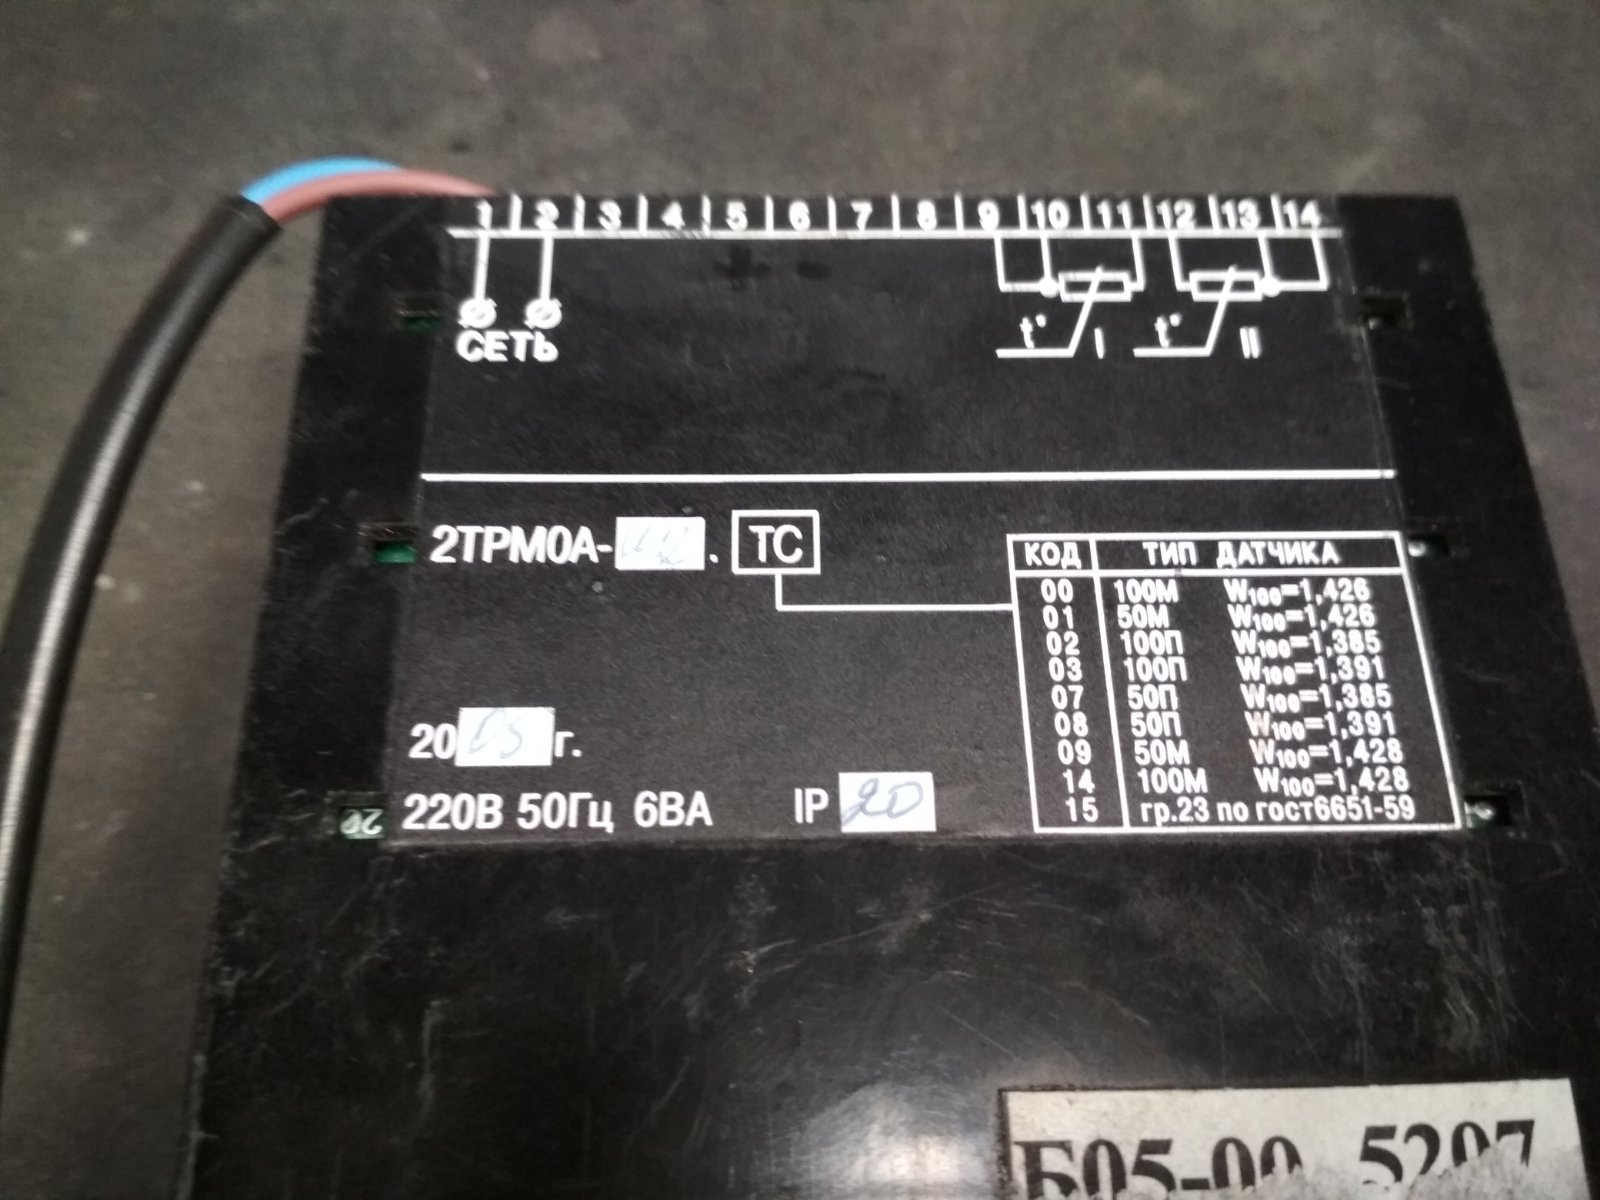 1 2 3 4 5 6 7 8 9 10 11 12 13 14
СЕТЬ
t° I t° II
2ТРМ0А- . ТС
КОД ТИП ДАТЧИКА
00 100М W100=1,426
01 50М W100=1,426
02 100П W100=1,385
03 100П W100=1,391
07 50П W100=1,385
08 50П W100=1,391
09 50М W100=1,428
14 100М W100=1,428
15 гр.23 по гост6651-59
2005г.
220В 50Гц 6ВА IP 20
Б05-00 5207